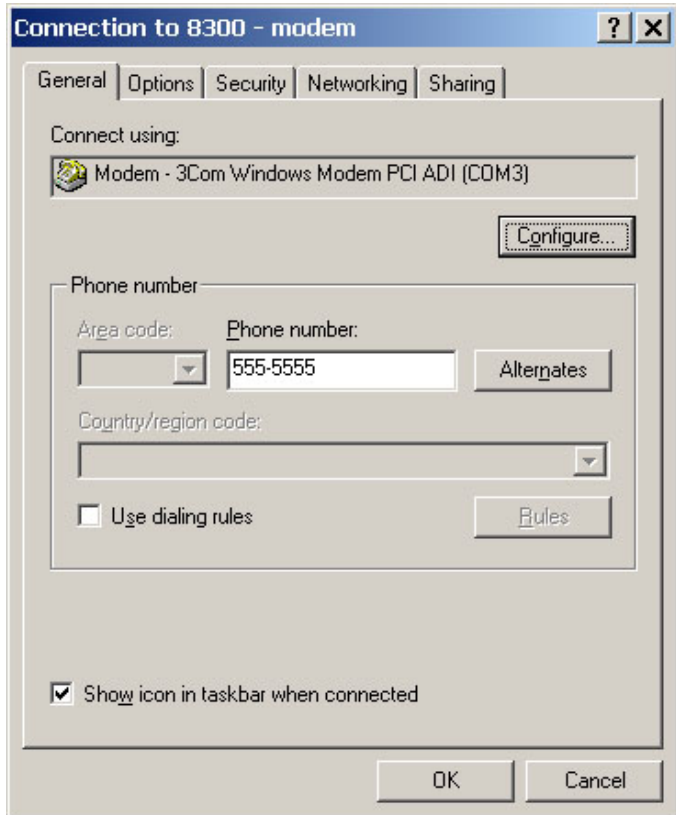 Connection to 8300 - modem
General Options Security Networking Sharing
Connect using:
Modem - 3Com Windows Modem PCI ADI (COM3)
Configure...
Phone number
Area code: Phone number:
555-5555 Alternates
Country/region code:
Use dialing rules Rules
Show icon in taskbar when connected
OK Cancel